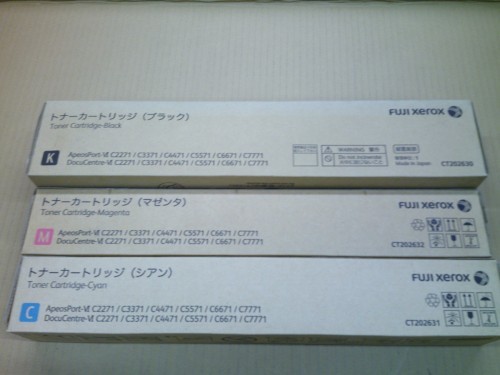 トナーカートリッジ（ブラック）
Toner Cartridge-Black
FUJI xerox
K
ApeosPort-Ⅵ C2271 / C3371 / C4471 / C5571 / C6671 / C7771
DocuCentre-Ⅵ C2271 / C3371 / C4471 / C5571 / C6671 / C7771
WARNING 警告
Do not incinerate
Made in Japan
CT202630
トナーカートリッジ（マゼンタ）
Toner Cartridge-Magenta
FUJI xerox
M
ApeosPort-Ⅵ C2271 / C3371 / C4471 / C5571 / C6671 / C7771
DocuCentre-Ⅵ C2271 / C3371 / C4471 / C5571 / C6671 / C7771
CT202632
トナーカートリッジ（シアン）
Toner Cartridge-Cyan
FUJI xerox
C
ApeosPort-Ⅵ C2271 / C3371 / C4471 / C5571 / C6671 / C7771
DocuCentre-Ⅵ C2271 / C3371 / C4471 / C5571 / C6671 / C7771
CT202631